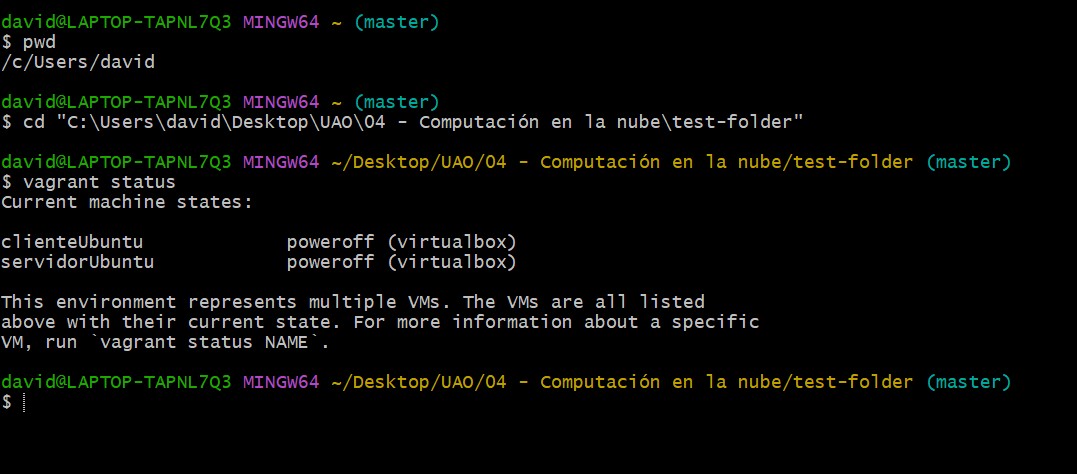 david@LAPTOP-TAPNL7Q3 MINGW64 ~ (master)
$ pwd
/c/Users/david
david@LAPTOP-TAPNL7Q3 MINGW64 ~ (master)
$ cd "C:\Users\david\Desktop\UAO\04 - Computación en la nube\test-folder"
david@LAPTOP-TAPNL7Q3 MINGW64 ~/Desktop/UAO/04 - Computación en la nube/test-folder (master)
$ vagrant status
Current machine states:
clienteUbuntu poweroff (virtualbox)
servidorUbuntu poweroff (virtualbox)
This environment represents multiple VMs. The VMs are all listed
above with their current state. For more information about a specific
VM, run `vagrant status NAME`.
david@LAPTOP-TAPNL7Q3 MINGW64 ~/Desktop/UAO/04 - Computación en la nube/test-folder (master)
$